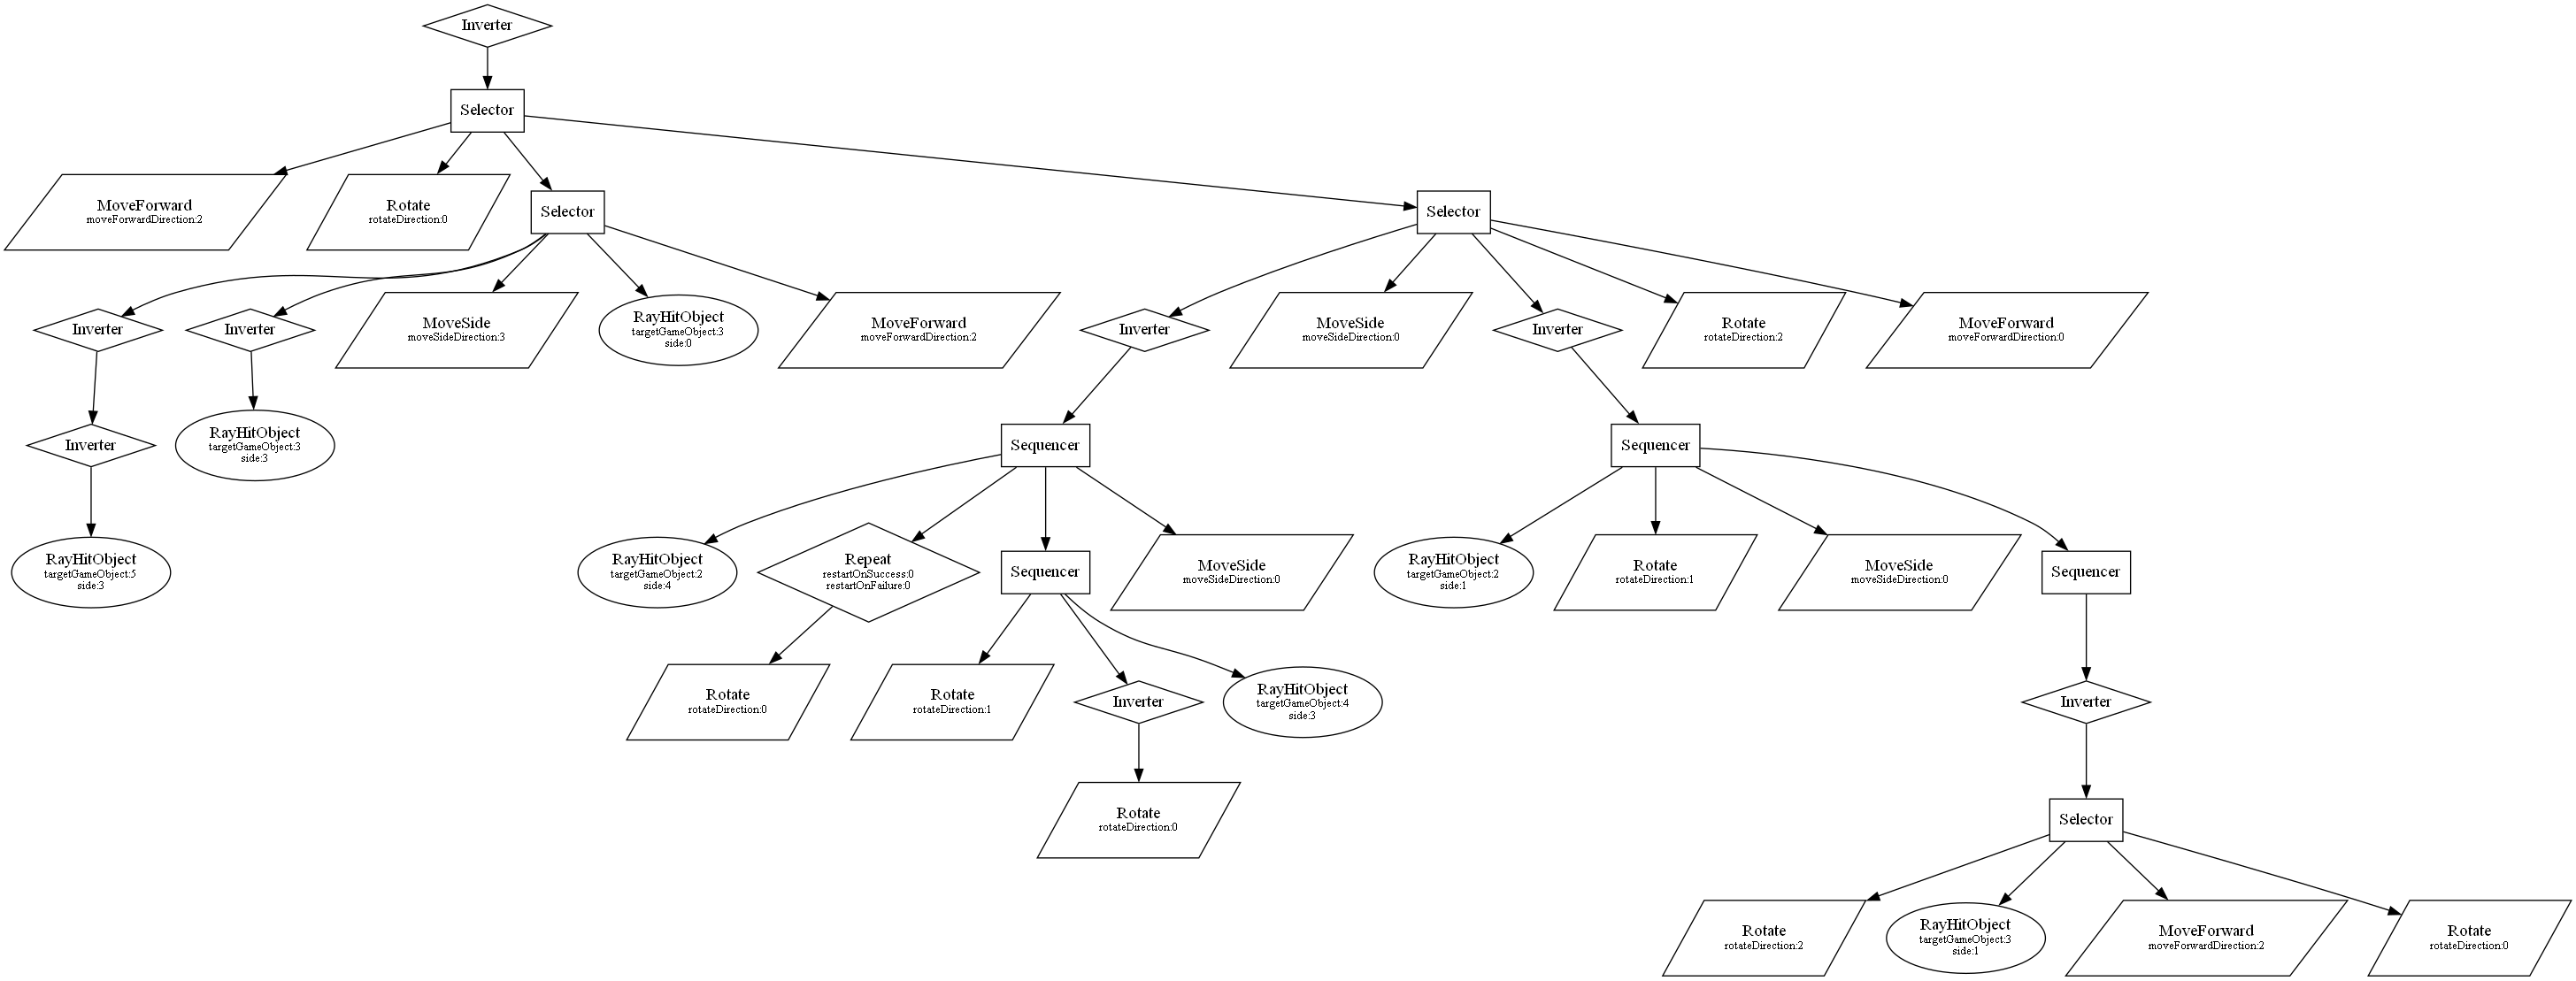 Inverter
Selector
MoveForward
moveForwardDirection:2
Rotate
rotateDirection:0
Selector
Selector
Inverter
Inverter
MoveSide
moveSideDirection:3
RayHitObject
targetGameObject:3
side:0
MoveForward
moveForwardDirection:2
Inverter
MoveSide
moveSideDirection:0
Inverter
Rotate
rotateDirection:2
MoveForward
moveForwardDirection:0
Inverter
RayHitObject
targetGameObject:3
side:3
Sequencer
Sequencer
RayHitObject
targetGameObject:5
side:3
RayHitObject
targetGameObject:2
side:4
Repeat
restartOnSuccess:0
restartOnFailure:0
Sequencer
MoveSide
moveSideDirection:0
RayHitObject
targetGameObject:2
side:1
Rotate
rotateDirection:1
MoveSide
moveSideDirection:0
Sequencer
Rotate
rotateDirection:0
Rotate
rotateDirection:1
Inverter
RayHitObject
targetGameObject:4
side:3
Inverter
Rotate
rotateDirection:0
Selector
Rotate
rotateDirection:2
RayHitObject
targetGameObject:3
side:1
MoveForward
moveForwardDirection:2
Rotate
rotateDirection:0